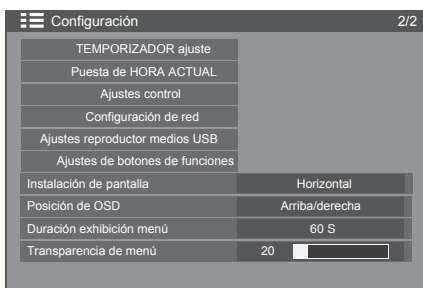 Configuración 2/2
TEMPORIZADOR ajuste
Puesta de HORA ACTUAL
Ajustes control
Configuración de red
Ajustes reproductor medios USB
Ajustes de botones de funciones
Instalación de pantalla Horizontal
Posición de OSD Arriba/derecha
Duración exhibición menú 60 S
Transparencia de menú 20